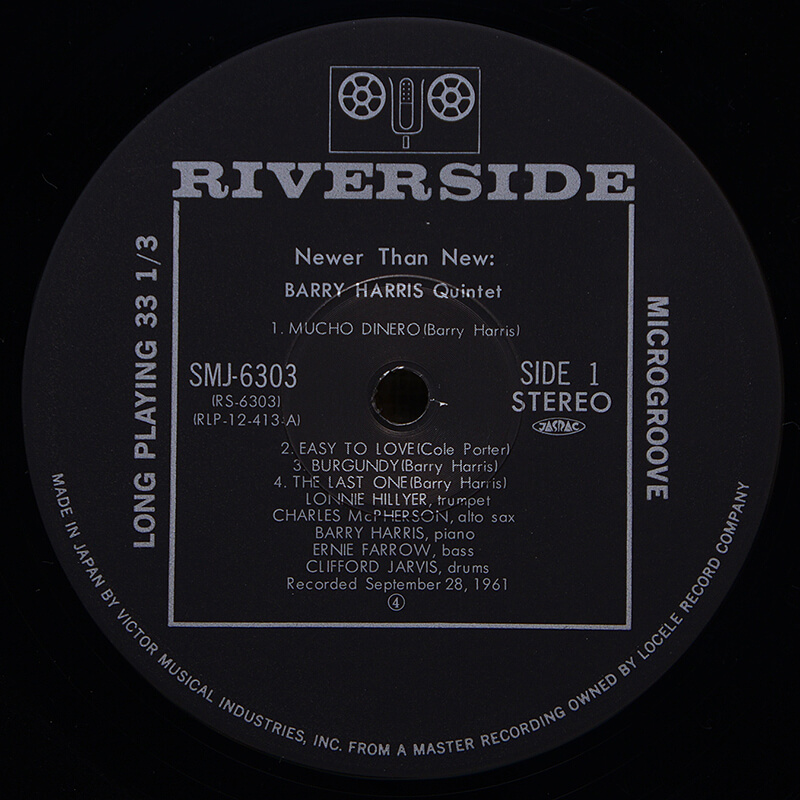 RIVERSIDE
Newer Than New:
BARRY HARRIS Quintet
1. MUCHO DINERO (Barry Harris)
SMJ-6303
(RS-6303)
(RLP-12-413-A)
SIDE 1
STEREO
JASRAC
2. EASY TO LOVE (Cole Porter)
3. BURGUNDY (Barry Harris)
4. THE LAST ONE (Barry Harris)
LONNIE HILLYER, trumpet
CHARLES McPHERSON, alto sax
BARRY HARRIS, piano
ERNIE FARROW, bass
CLIFFORD JARVIS, drums
Recorded September 28, 1961
④
LONG PLAYING 33 1/3
MICROGROOVE
MADE IN JAPAN BY VICTOR MUSICAL INDUSTRIES, INC. FROM A MASTER RECORDING OWNED BY LOCELE RECORD COMPANY